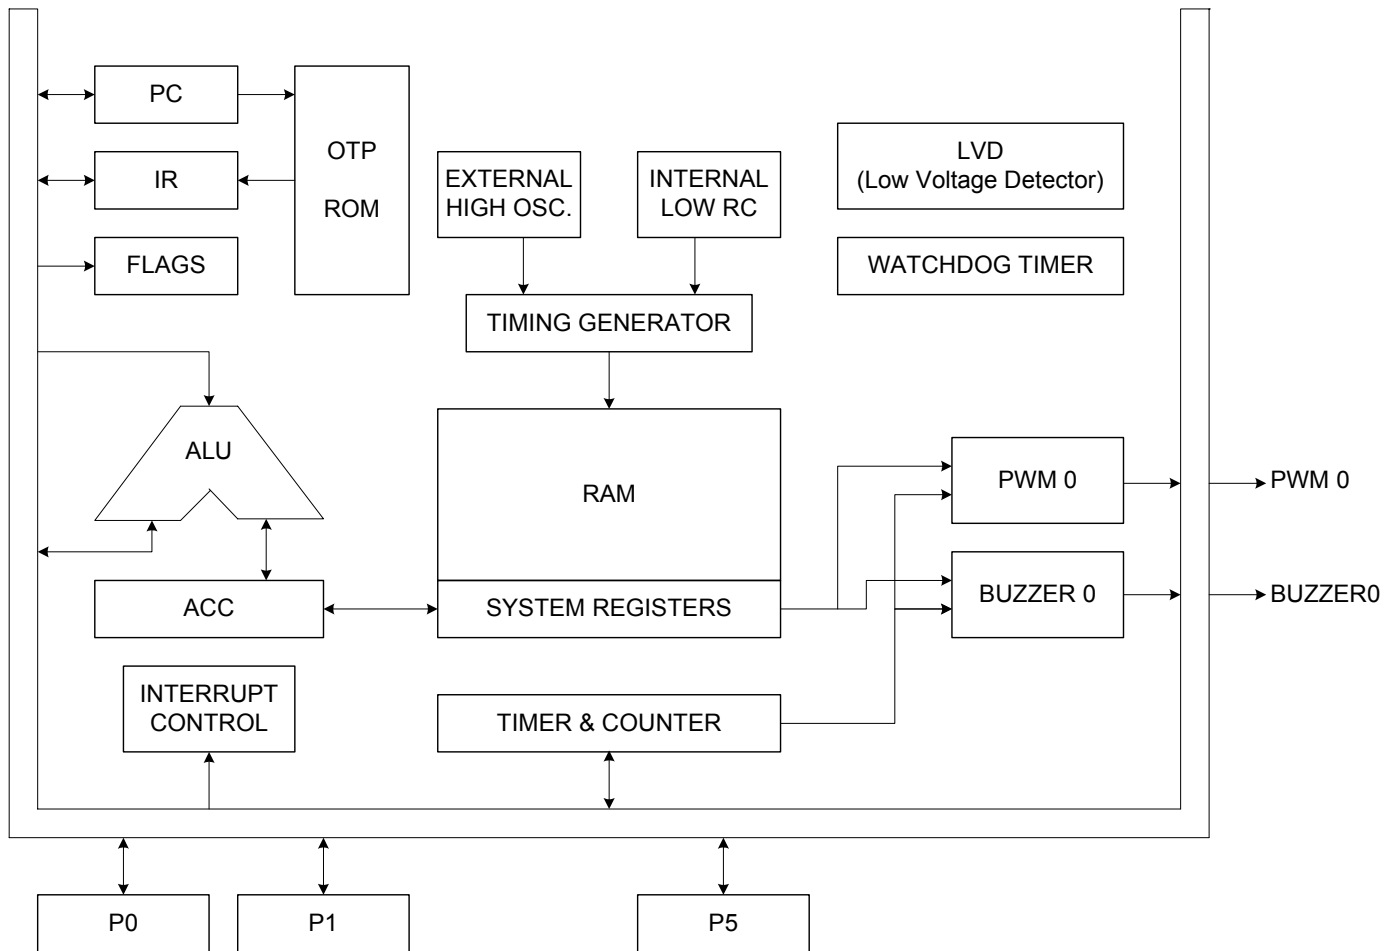 PC
OTP
ROM
IR
FLAGS
EXTERNAL
HIGH OSC.
INTERNAL
LOW RC
LVD
(Low Voltage Detector)
WATCHDOG TIMER
TIMING GENERATOR
ALU
RAM
PWM 0
PWM 0
ACC
SYSTEM REGISTERS
BUZZER 0
BUZZER0
INTERRUPT
CONTROL
TIMER & COUNTER
P0
P1
P5